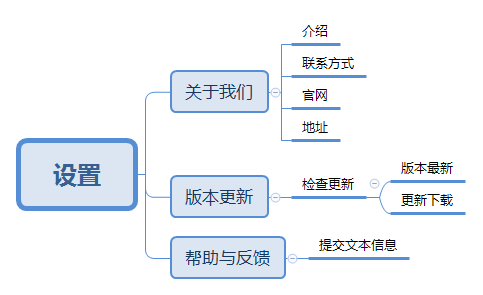 设置
关于我们
介绍
联系方式
官网
地址
版本更新
检查更新
版本最新
更新下载
帮助与反馈
提交文本信息